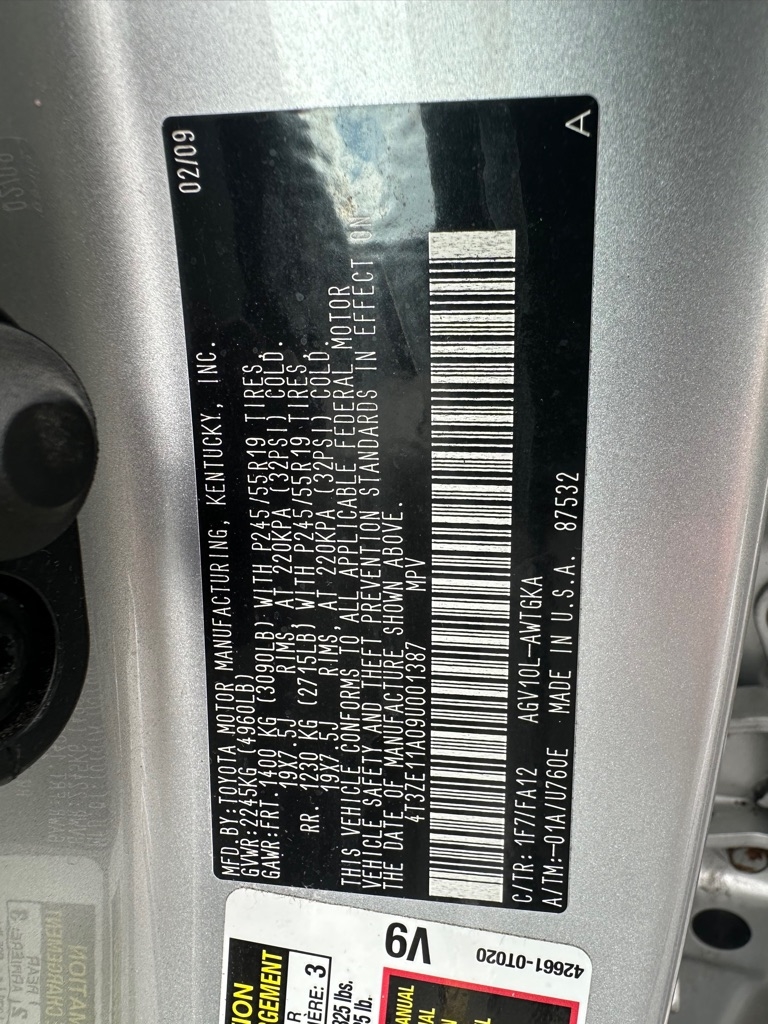 02/09
MFD.BY:TOYOTA MOTOR MANUFACTURING, KENTUCKY, INC.
GVWR:2245KG(4960LB)
GAWR:FRT.1400 KG (3090LB) WITH P245/55R19 TIRES,
19X7.5J RIMS AT 220KPA (32PSI) COLD.
RR. 1230 KG (2715LB) WITH P245/55R19 TIRES,
19X7.5J RIMS AT 220KPA (32PSI) COLD.
THIS VEHICLE CONFORMS TO ALL APPLICABLE FEDERAL MOTOR
VEHICLE SAFETY AND THEFT PREVENTION STANDARDS IN EFFECT ON
THE DATE OF MANUFACTURE SHOWN ABOVE.
4T3ZE11A09U001387 MPV
C/TR: 1F7/FA12 AGV10L-AWTGKA
A/TM:-01A/U760E MADE IN U.S.A. 87532
A
V9
42661-0T020
3
325 lbs.
ANUAL